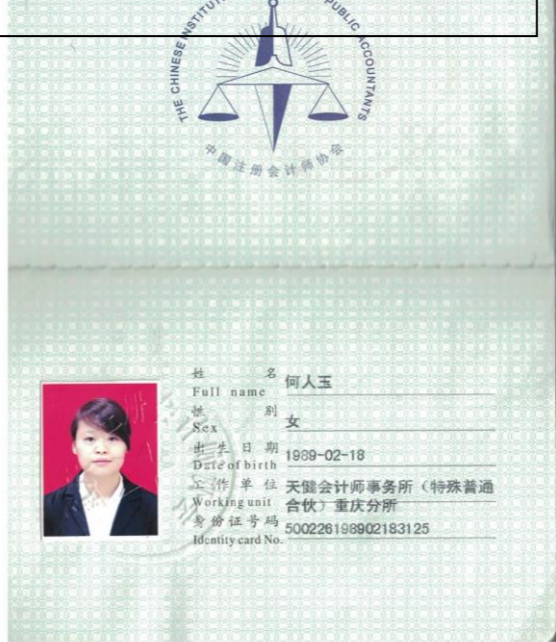 THE CHINESE INSTITUTE PUBLIC ACCOUNTANTS
中国注册会计师协会
姓 名
Full name
何人玉
性 别
Sex
女
出生日期
Date of birth
1989-02-18
工作单位
Working unit
天健会计师事务所（特殊普通
合伙）重庆分所
身份证号码
Identity card No.
500226198902183125